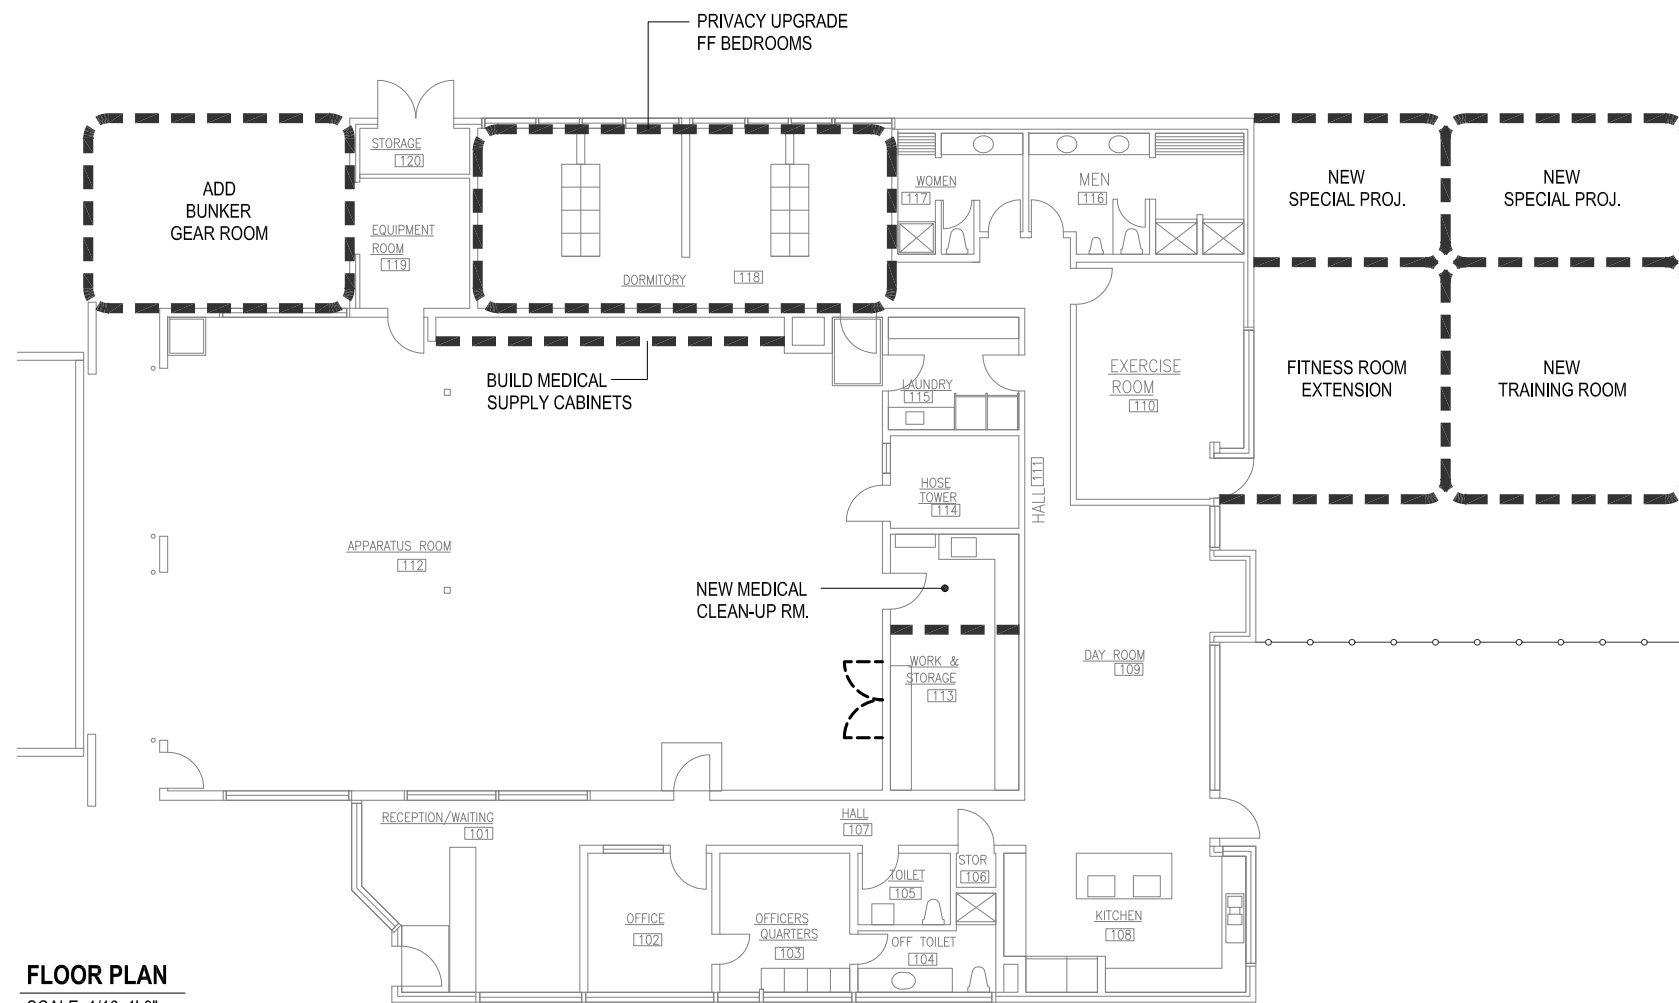 PRIVACY UPGRADE
FF BEDROOMS
STORAGE
120
ADD
BUNKER
GEAR ROOM
EQUIPMENT
ROOM
119
DORMITORY
118
WOMEN
117
MEN
116
NEW
SPECIAL PROJ.
NEW
SPECIAL PROJ.
BUILD MEDICAL
SUPPLY CABINETS
LAUNDRY
115
EXERCISE
ROOM
110
FITNESS ROOM
EXTENSION
NEW
TRAINING ROOM
HOSE
TOWER
114
HALL 111
APPARATUS ROOM
112
NEW MEDICAL
CLEAN-UP RM.
WORK &
STORAGE
113
DAY ROOM
109
RECEPTION/WAITING
101
HALL
107
STOR
106
TOILET
105
OFFICE
102
OFFICERS
QUARTERS
103
OFF TOILET
104
KITCHEN
108
FLOOR PLAN